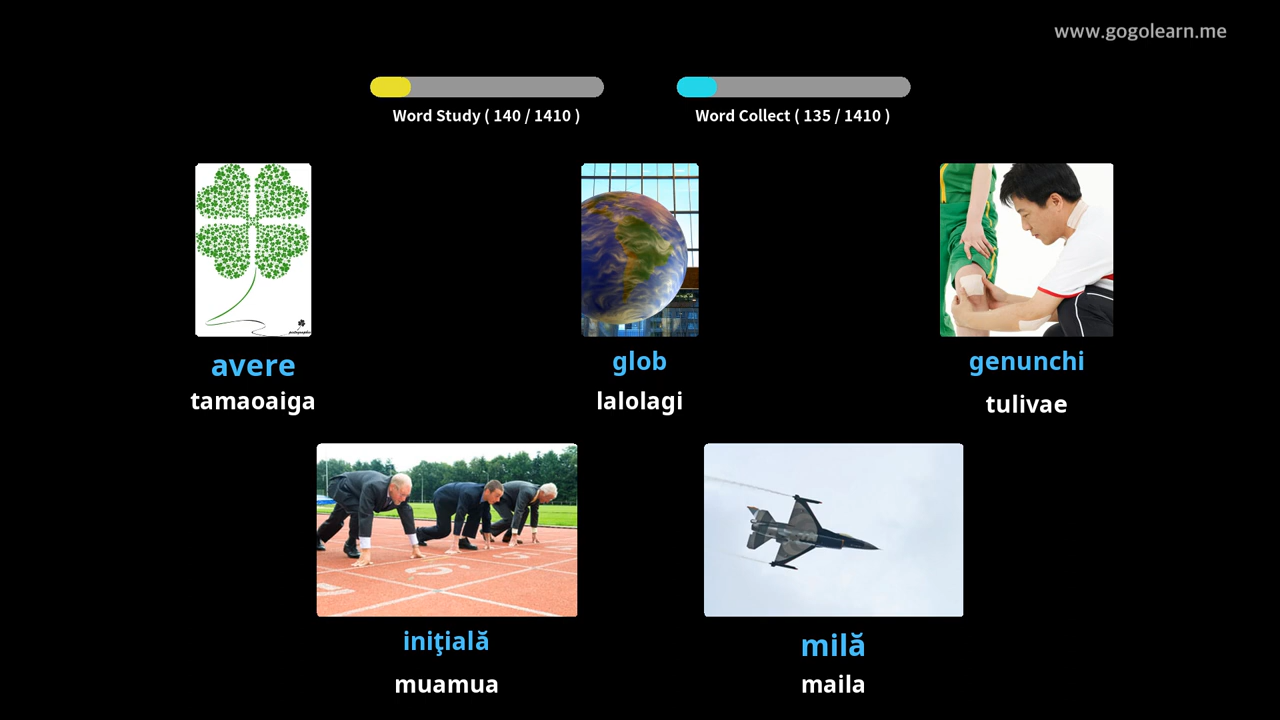 www.gogolearn.me
Word Study ( 140 / 1410 )
Word Collect ( 135 / 1410 )
avere
tamaoaiga
glob
lalolagi
genunchi
tulivae
iniţială
muamua
milă
maila